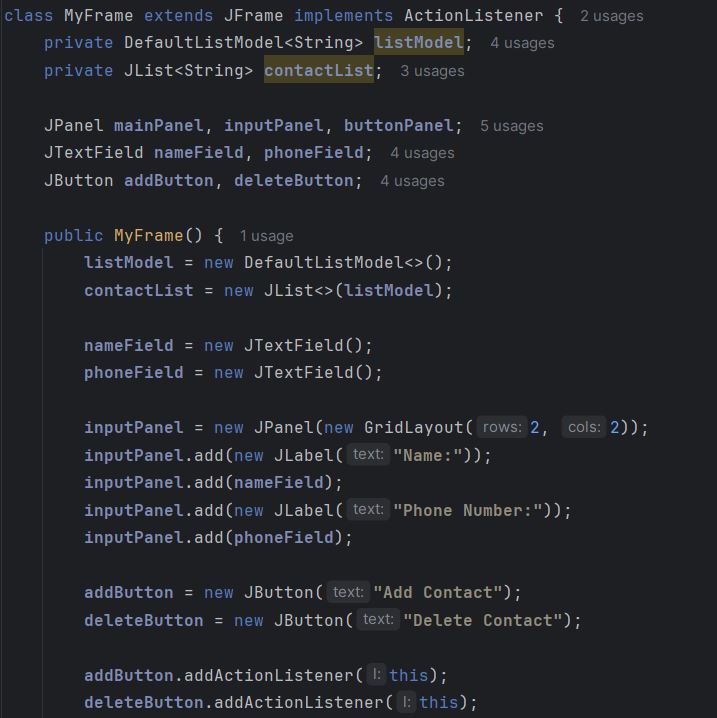 class MyFrame extends JFrame implements ActionListener { 2 usages
private DefaultListModel<String> listModel; 4 usages
private JList<String> contactList; 3 usages
JPanel mainPanel, inputPanel, buttonPanel; 5 usages
JTextField nameField, phoneField; 4 usages
JButton addButton, deleteButton; 4 usages
public MyFrame() { 1 usage
listModel = new DefaultListModel<>();
contactList = new JList<>(listModel);
nameField = new JTextField();
phoneField = new JTextField();
inputPanel = new JPanel(new GridLayout( rows: 2, cols: 2));
inputPanel.add(new JLabel( text: "Name:"));
inputPanel.add(nameField);
inputPanel.add(new JLabel( text: "Phone Number:"));
inputPanel.add(phoneField);
addButton = new JButton( text: "Add Contact");
deleteButton = new JButton( text: "Delete Contact");
addButton.addActionListener( l: this);
deleteButton.addActionListener( l: this);